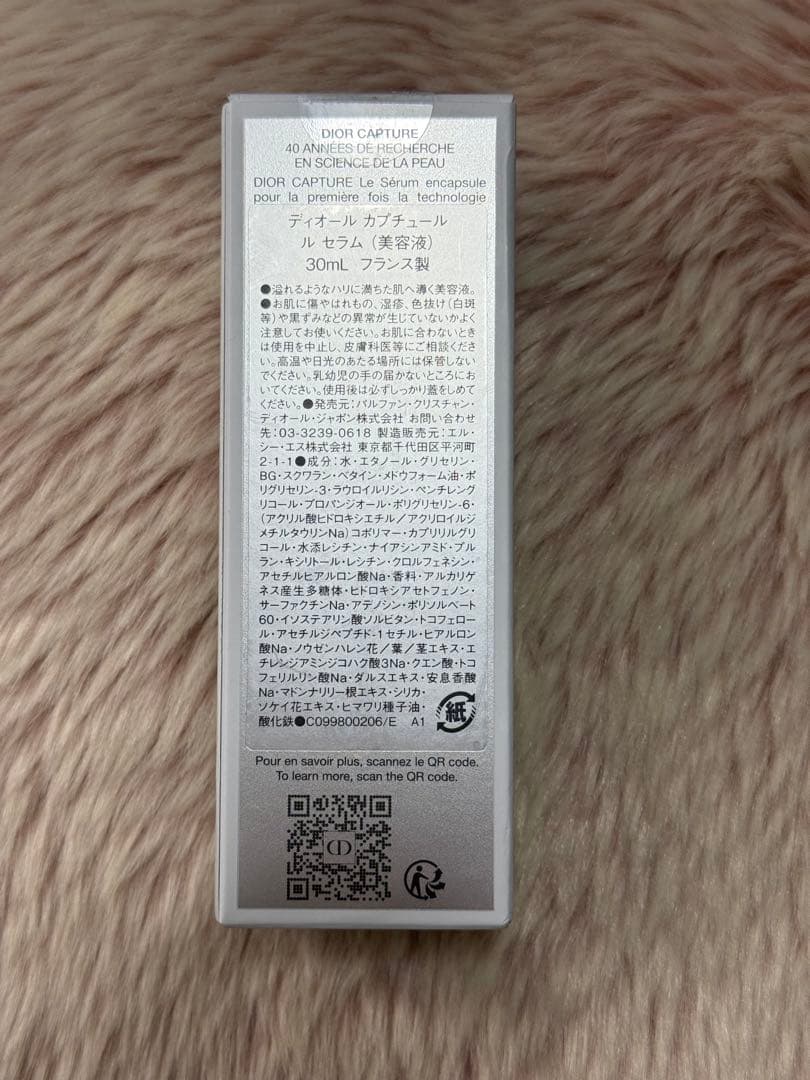 DIOR CAPTURE
40 ANNÉES DE RECHERCHE
EN SCIENCE DE LA PEAU
DIOR CAPTURE Le Sérum encapsule
pour la première fois la technologie
ディオール カプチュール
ル セラム（美容液）
30mL フランス製
●溢れるようなハリに満ちた肌へ導く美容液。
●お肌に傷やはれもの、湿疹、色抜け（白斑
等）や黒ずみなどの異常が生じていないかよく
注意してお使いください。お肌に合わないとき
は使用を中止し、皮膚科医等にご相談くださ
い。高温や日光のあたる場所には保管しない
でください。乳幼児の手の届かないところにお
いてください。使用後は必ずしっかり蓋をしめて
ください。●発売元：パルファン・クリスチャン・
ディオール・ジャポン株式会社 お問い合わせ
先：03-3239-0618 製造販売元：エル・
シー・エス株式会社 東京都千代田区平河町
2-1-1●成分：水・エタノール・グリセリン・
BG・スクワラン・ベタイン・メドウフォーム油・ポ
リグリセリン-3・ラウロイルリシン・ペンチレング
リコール・プロパンジオール・ポリグリセリン-6・
（アクリル酸ヒドロキシエチル／アクリロイルジ
メチルタウリンNa）コポリマー・カプリリルグリ
コール・水添レシチン・ナイアシンアミド・プル
ラン・キシリトール・レシチン・クロルフェネシン・
アセチルヒアルロン酸Na・香料・アルカリゲ
ネス産生多糖体・ヒドロキシアセトフェノン・
サーファクチンNa・アデノシン・ポリソルベート
60・イソステアリン酸ソルビタン・トコフェロー
ル・アセチルジペプチド-1セチル・ヒアルロン
酸Na・ノウゼンハレン花／葉／茎エキス・エ
チレンジアミンジコハク酸3Na・クエン酸・トコ
フェリルリン酸Na・ダルスエキス・安息香酸
Na・マドンナリリー根エキス・シリカ・
ソケイ花エキス・ヒマワリ種子油・
酸化鉄●C099800206/E A1
紙
Pour en savoir plus, scannez le QR code.
To learn more, scan the QR code.
CD